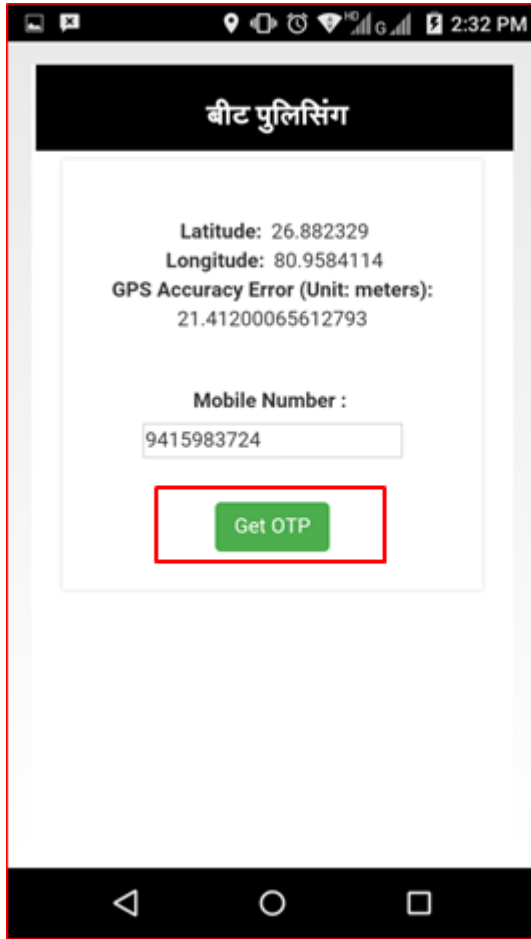 HD G 2:32 PM
बीट पुलिसिंग
Latitude: 26.882329
Longitude: 80.9584114
GPS Accuracy Error (Unit: meters):
21.41200065612793
Mobile Number :
9415983724
Get OTP